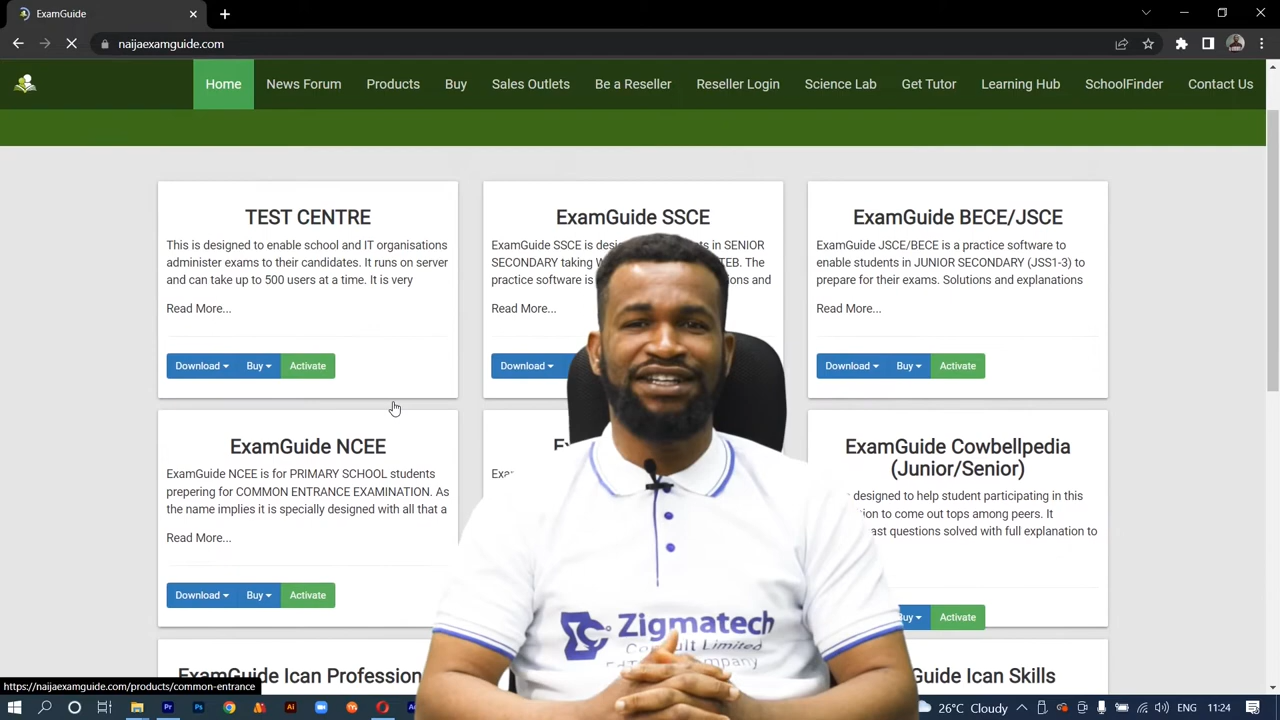 ExamGuide
naijaexamguide.com
Home News Forum Products Buy Sales Outlets Be a Reseller Reseller Login Science Lab Get Tutor Learning Hub SchoolFinder Contact Us
TEST CENTRE
This is designed to enable school and IT organisations
administer exams to their candidates. It runs on server
and can take up to 500 users at a time. It is very
Read More...
Download Buy Activate
ExamGuide SSCE
ExamGuide SSCE is in SENIOR
SECONDARY taking The
practice software is and
Read More...
Download
ExamGuide BECE/JSCE
ExamGuide JSCE/BECE is a practice software to
enable students in JUNIOR SECONDARY (JSS1-3) to
prepare for their exams. Solutions and explanations
Read More...
Download Buy Activate
ExamGuide NCEE
ExamGuide NCEE is for PRIMARY SCHOOL students
prepering for COMMON ENTRANCE EXAMINATION. As
the name implies it is specially designed with all that a
Read More...
Download Buy Activate
ExamGuide Cowbellpedia
(Junior/Senior)
designed to help student participating in this
to come out tops among peers. It
questions solved with full explanation to
Buy Activate
ExamGuide Ican Profession
Ican Skills
Zigmatech
Consult Limited
EdTech Company
https://naijaexamguide.com/products/common-entrance
26°C Cloudy ENG 11:24